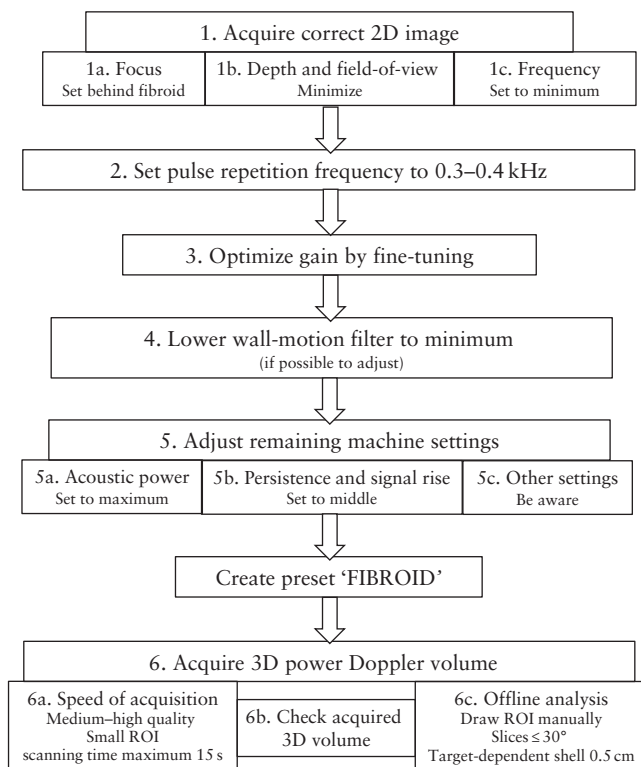 1. Acquire correct 2D image
1a. Focus
Set behind fibroid
1b. Depth and field-of-view
Minimize
1c. Frequency
Set to minimum
2. Set pulse repetition frequency to 0.3–0.4 kHz
3. Optimize gain by fine-tuning
4. Lower wall-motion filter to minimum
(if possible to adjust)
5. Adjust remaining machine settings
5a. Acoustic power
Set to maximum
5b. Persistence and signal rise
Set to middle
5c. Other settings
Be aware
Create preset ‘FIBROID’
6. Acquire 3D power Doppler volume
6a. Speed of acquisition
Medium–high quality
Small ROI
scanning time maximum 15 s
6b. Check acquired
3D volume
6c. Offline analysis
Draw ROI manually
Slices ≤ 30°
Target-dependent shell 0.5 cm